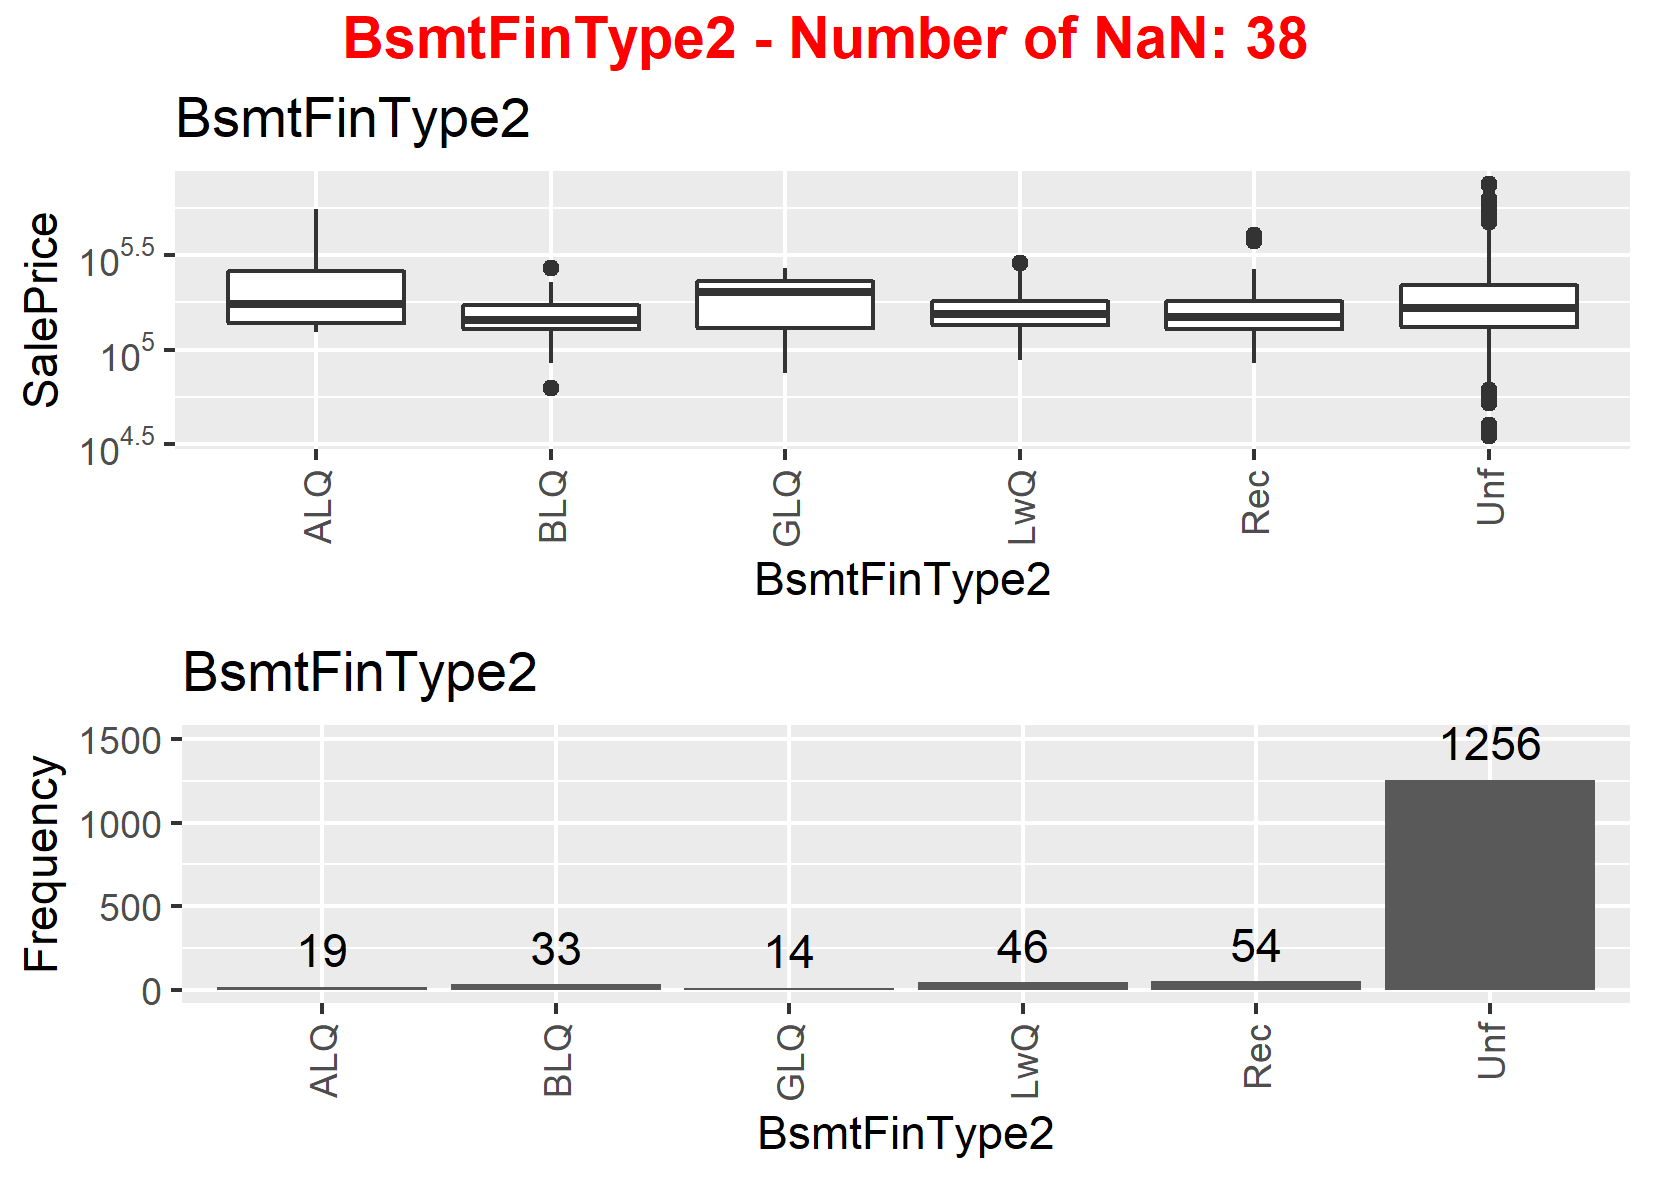 BsmtFinType2 - Number of NaN: 38
BsmtFinType2
SalePrice
10^5.5
10^5
10^4.5
ALQ BLQ GLQ LwQ Rec Unf
BsmtFinType2
BsmtFinType2
Frequency
1500
1000
500
0
19 33 14 46 54 1256
ALQ BLQ GLQ LwQ Rec Unf
BsmtFinType2